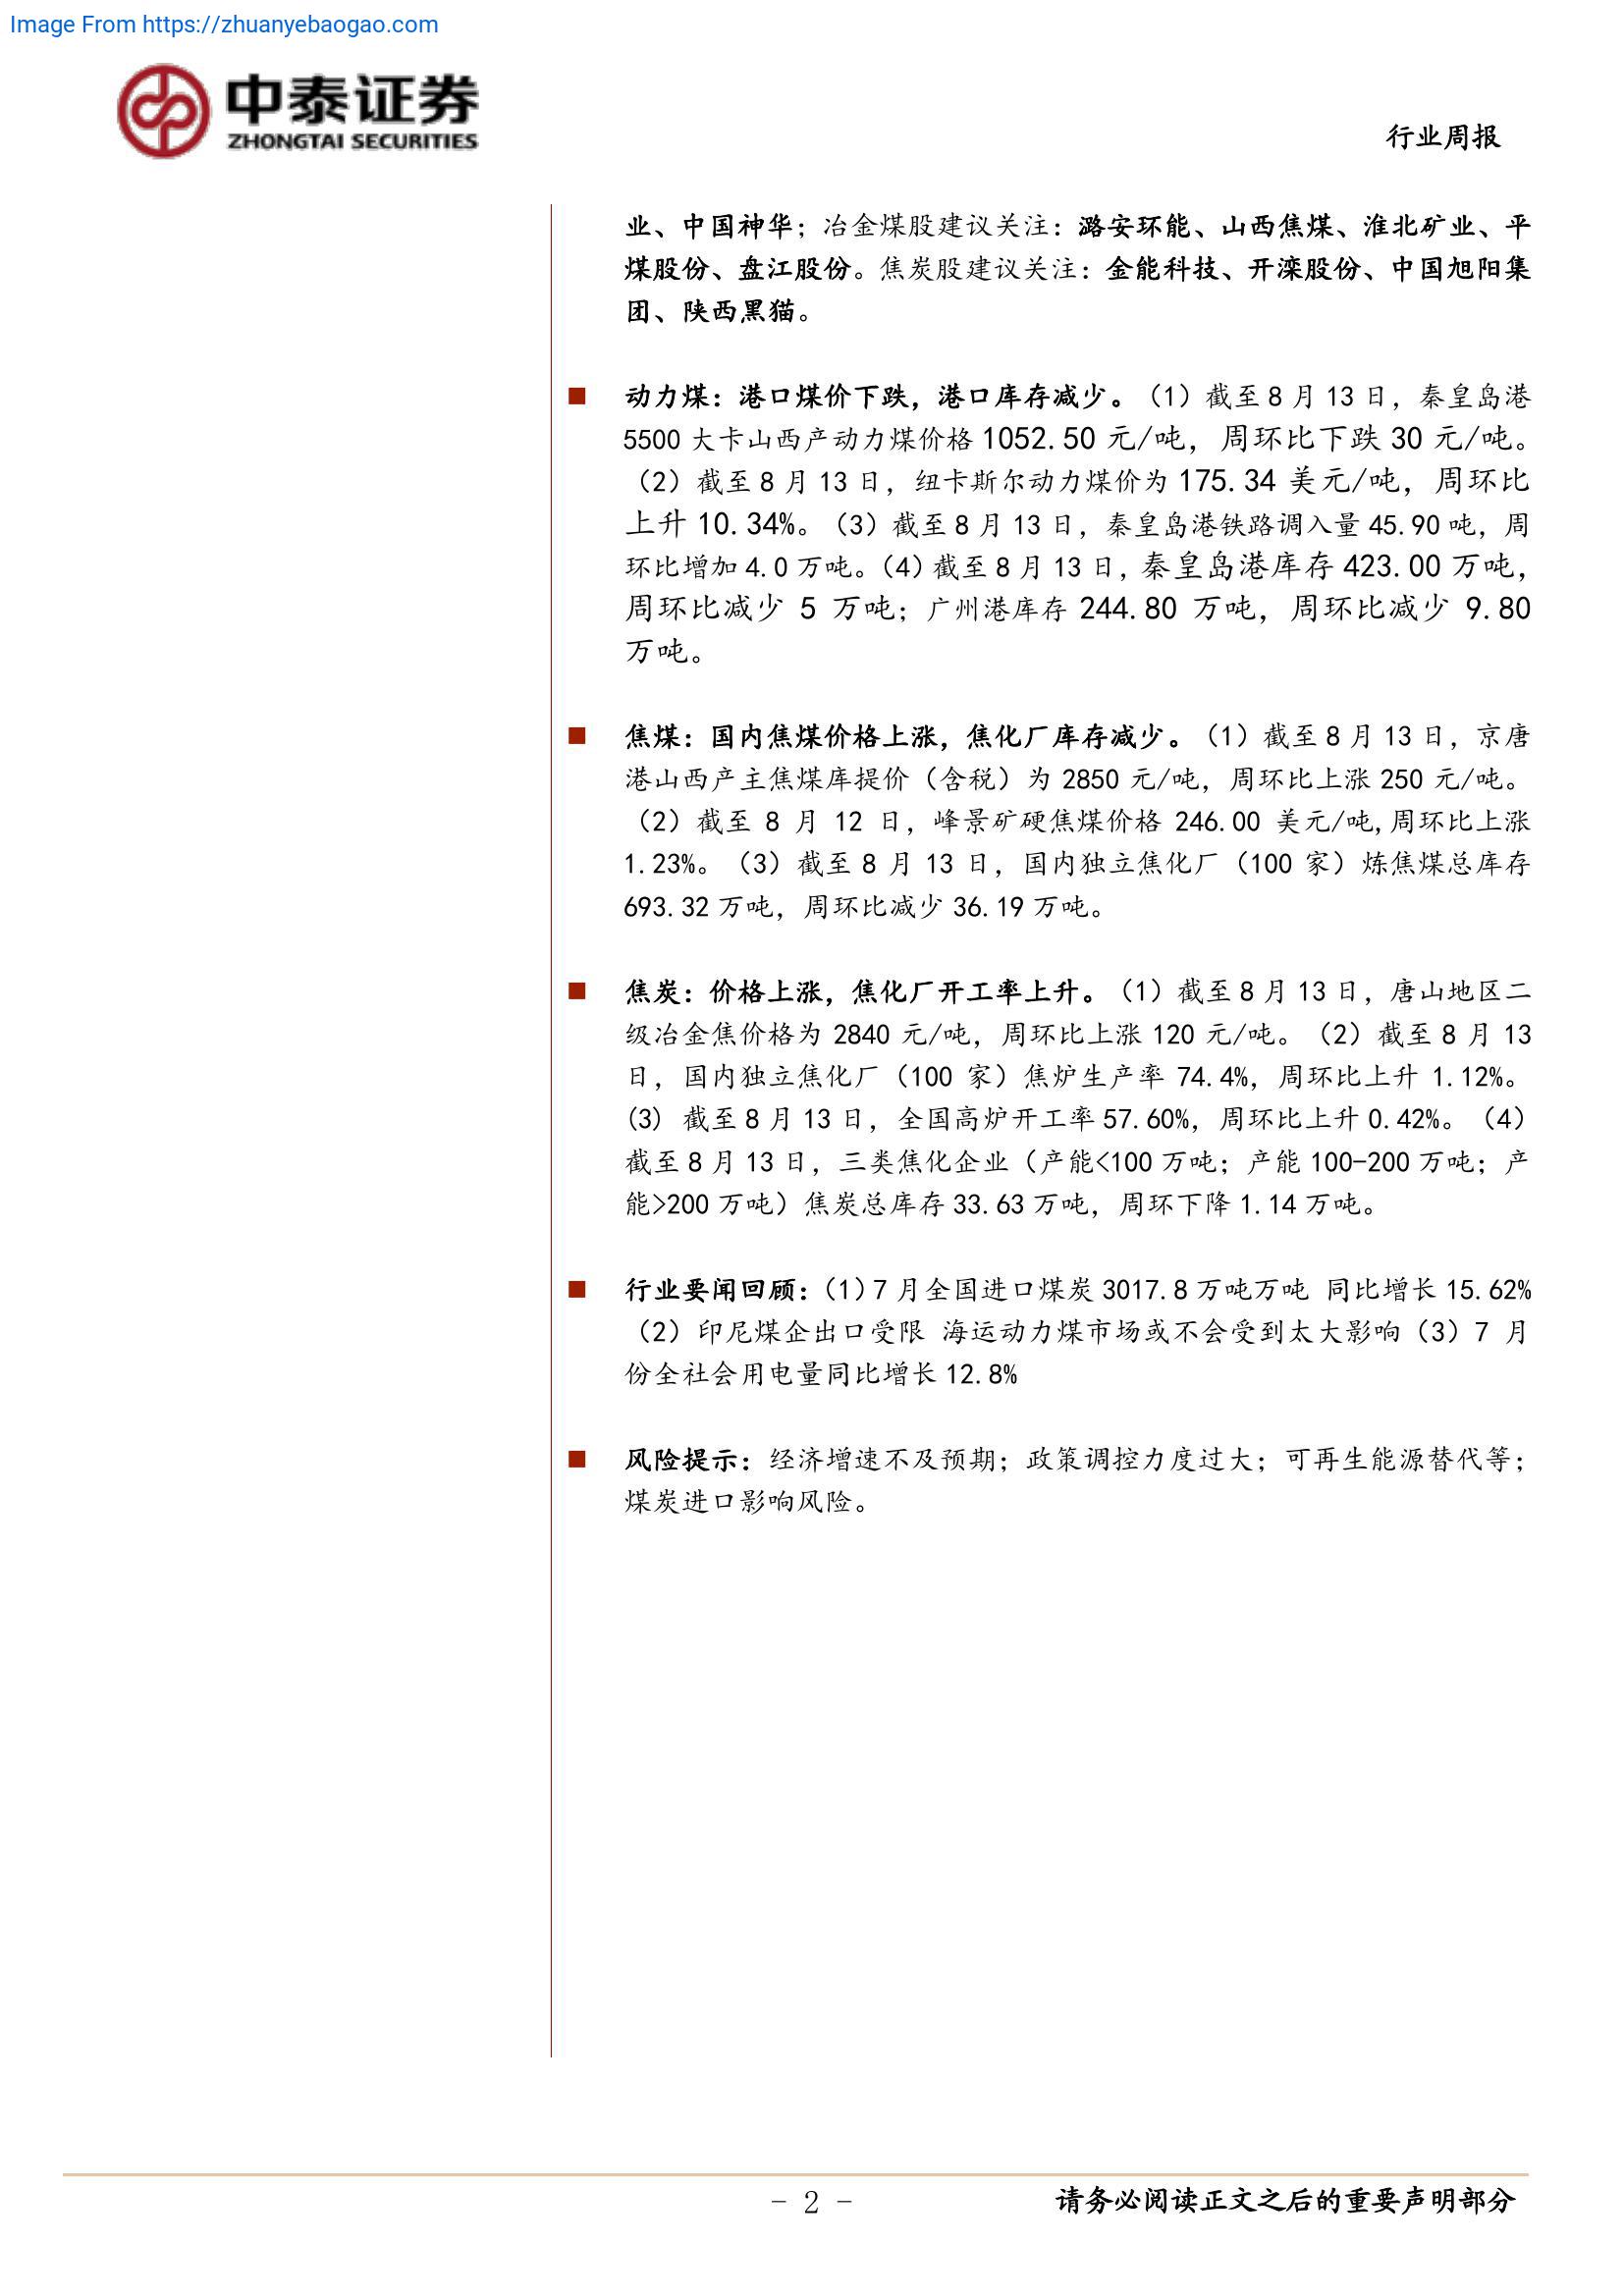 Image From https://zhuanyebaogao.com
中泰证券
ZHONGTAI SECURITIES
行业周报
业、中国神华；冶金煤股建议关注：潞安环能、山西焦煤、淮北矿业、平
煤股份、盘江股份。焦炭股建议关注：金能科技、开滦股份、中国旭阳集
团、陕西黑猫。
动力煤：港口煤价下跌，港口库存减少。（1）截至 8 月 13 日，秦皇岛港
5500 大卡山西产动力煤价格 1052.50 元/吨，周环比下跌 30 元/吨。
（2）截至 8 月 13 日，纽卡斯尔动力煤价为 175.34 美元/吨，周环比
上升 10.34%。（3）截至 8 月 13 日，秦皇岛港铁路调入量 45.90 吨，周
环比增加 4.0 万吨。（4）截至 8 月 13 日，秦皇岛港库存 423.00 万吨，
周环比减少 5 万吨；广州港库存 244.80 万吨，周环比减少 9.80
万吨。
焦煤：国内焦煤价格上涨，焦化厂库存减少。（1）截至 8 月 13 日，京唐
港山西产主焦煤库提价（含税）为 2850 元/吨，周环比上涨 250 元/吨。
（2）截至 8 月 12 日，峰景矿硬焦煤价格 246.00 美元/吨,周环比上涨
1.23%。（3）截至 8 月 13 日，国内独立焦化厂（100 家）炼焦煤总库存
693.32 万吨，周环比减少 36.19 万吨。
焦炭：价格上涨，焦化厂开工率上升。（1）截至 8 月 13 日，唐山地区二
级冶金焦价格为 2840 元/吨，周环比上涨 120 元/吨。（2）截至 8 月 13
日，国内独立焦化厂（100 家）焦炉生产率 74.4%，周环比上升 1.12%。
(3) 截至 8 月 13 日，全国高炉开工率 57.60%，周环比上升 0.42%。（4）
截至 8 月 13 日，三类焦化企业（产能<100 万吨；产能 100-200 万吨；产
能>200 万吨）焦炭总库存 33.63 万吨，周环下降 1.14 万吨。
行业要闻回顾：（1）7 月全国进口煤炭 3017.8 万吨万吨 同比增长 15.62%
（2）印尼煤企出口受限 海运动力煤市场或不会受到太大影响（3）7 月
份全社会用电量同比增长 12.8%
风险提示：经济增速不及预期；政策调控力度过大；可再生能源替代等；
煤炭进口影响风险。
- 2 -
请务必阅读正文之后的重要声明部分